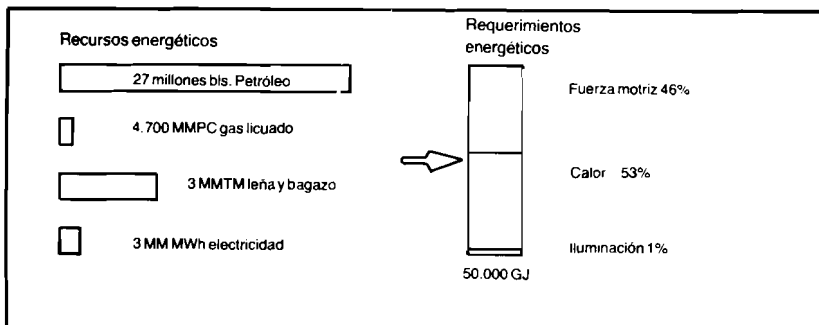 Recursos energéticos
27 millones bls. Petróleo
4.700 MMPC gas licuado
3 MMTM leña y bagazo
3 MM MWh electricidad
Requerimientos
energéticos
Fuerza motriz 46%
Calor 53%
Iluminación 1%
50.000 GJ